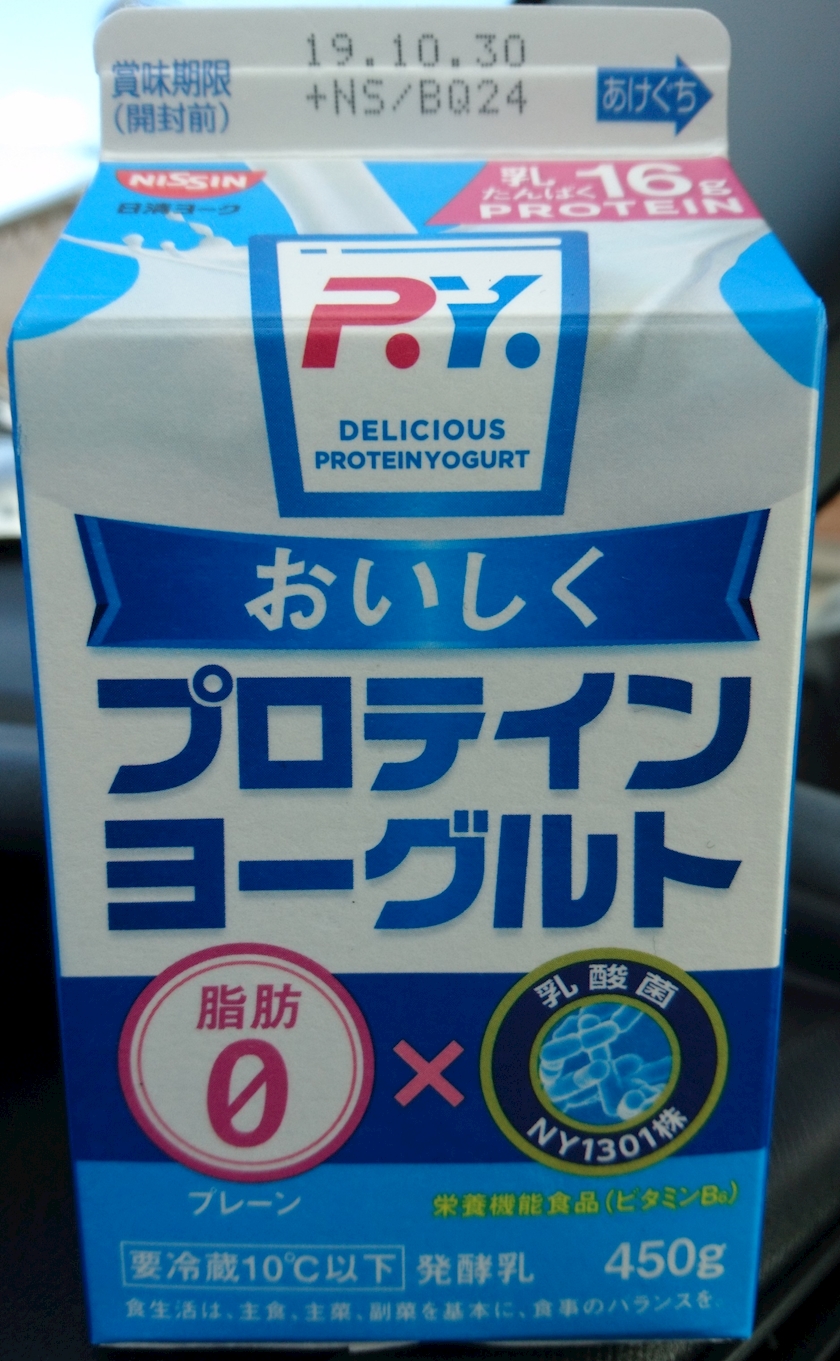 19.10.30
賞味期限
(開封前)
+NS/BQ24
あけぐち
NISSIN
日清ヨーク
乳たんぱく16g
PROTEIN
P.Y.
DELICIOUS
PROTEINYOGURT
おいしく
プロテイン
ヨーグルト
脂肪
0
×
乳酸菌
NY1301株
プレーン
栄養機能食品(ビタミンB6)
要冷蔵10℃以下 発酵乳 450g
食生活は、主食、主菜、副菜を基本に、食事のバランスを。